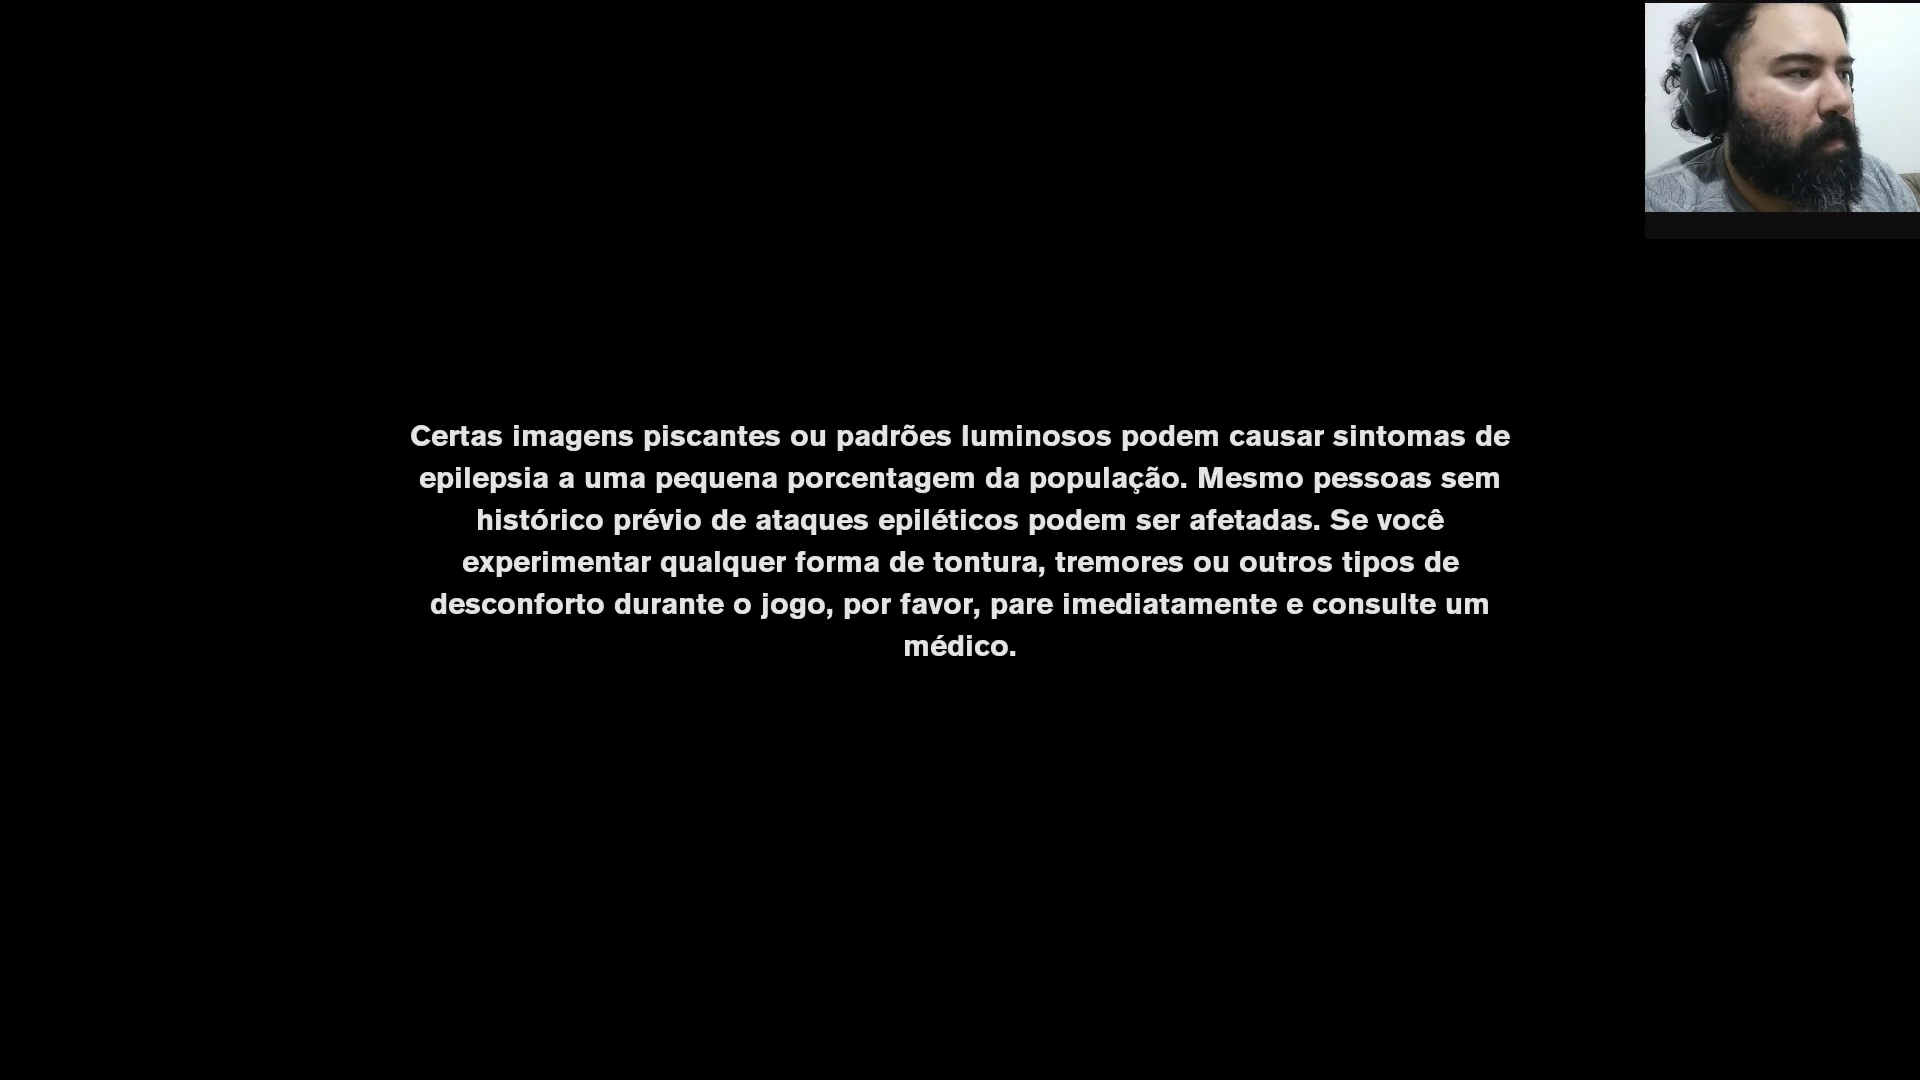 Certas imagens piscantes ou padrões luminosos podem causar sintomas de
epilepsia a uma pequena porcentagem da população. Mesmo pessoas sem
histórico prévio de ataques epiléticos podem ser afetadas. Se você
experimentar qualquer forma de tontura, tremores ou outros tipos de
desconforto durante o jogo, por favor, pare imediatamente e consulte um
médico.